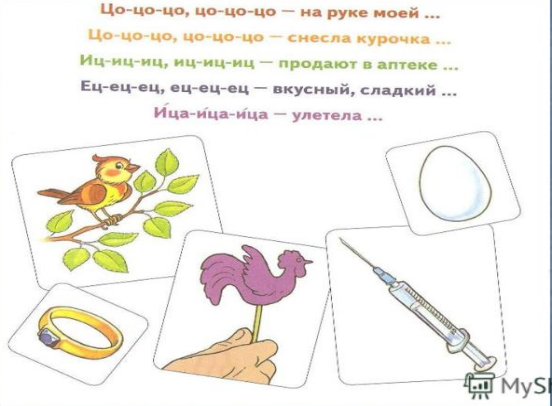 Цо-цо-цо, цо-цо-цо — на руке моей ...
Цо-цо-цо, цо-цо-цо — снесла курочка ...
Иц-иц-иц, иц-иц-иц — продают в аптеке ...
Ец-ец-ец, ец-ец-ец — вкусный, сладкий ...
И́ца-и́ца-и́ца — улетела ...
MySh